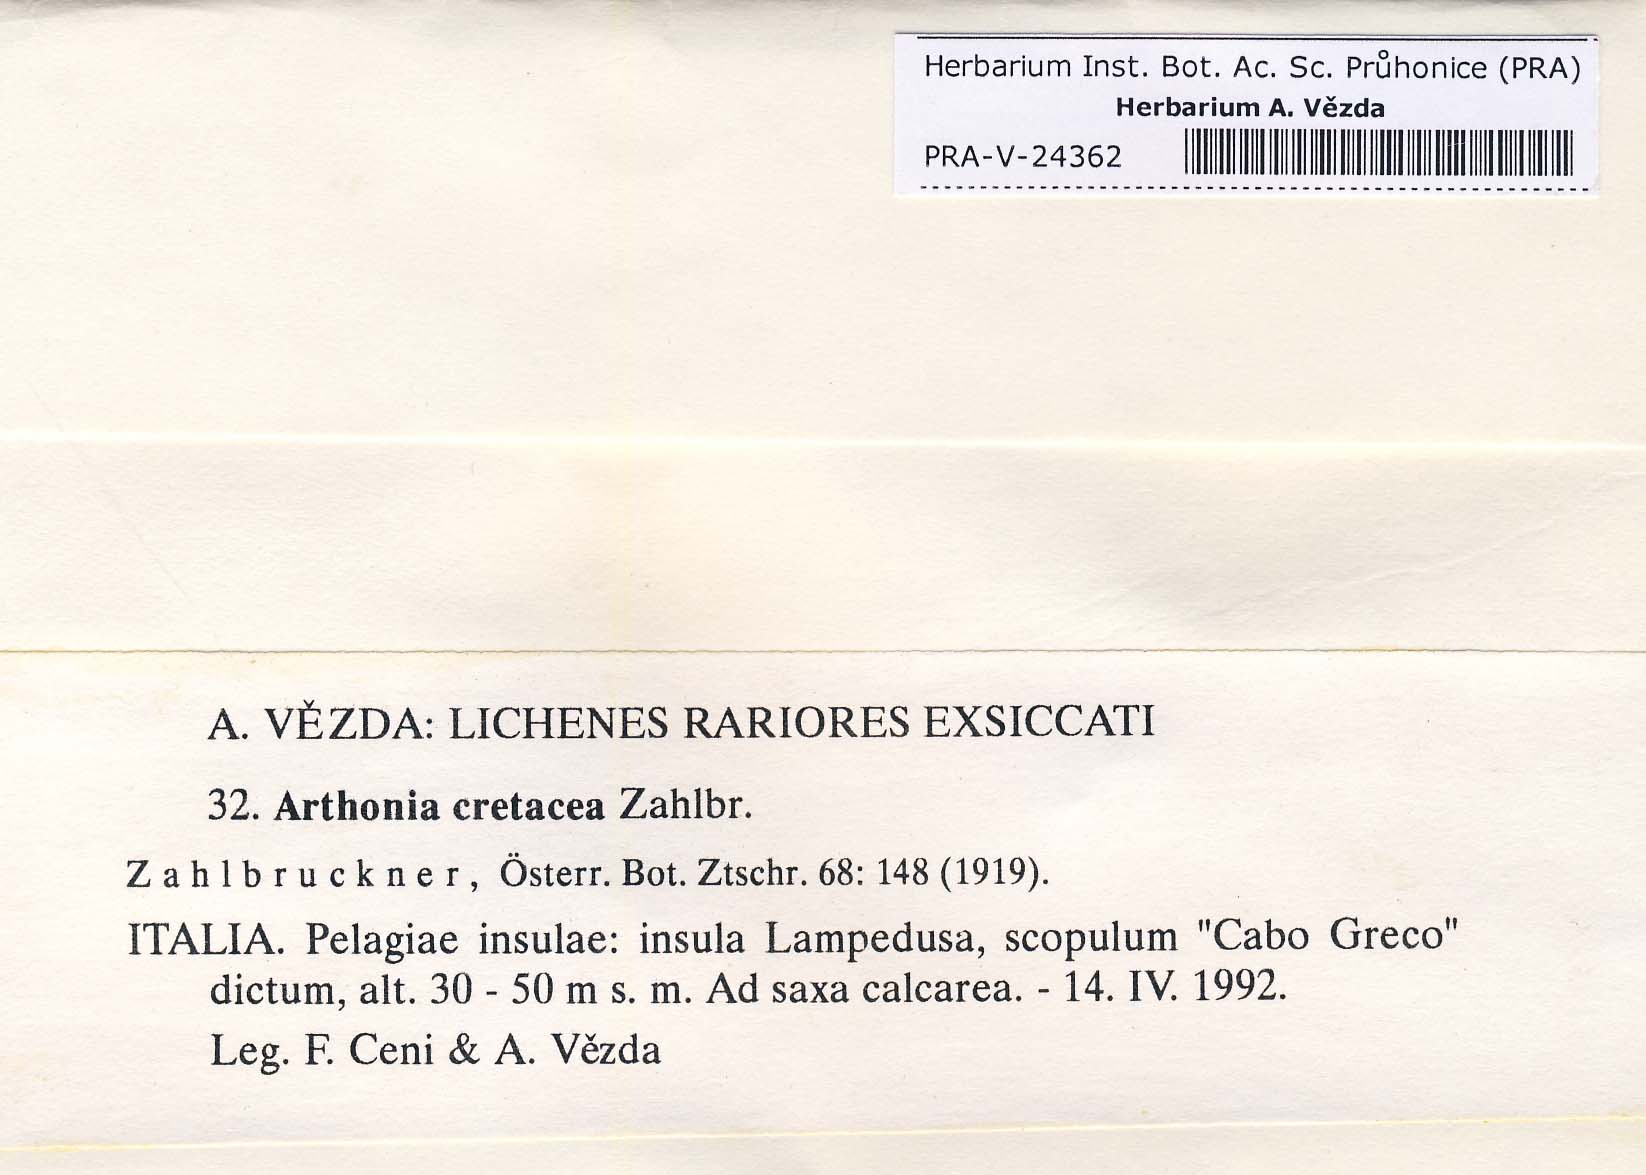 Herbarium Inst. Bot. Ac. Sc. Průhonice (PRA)
Herbarium A. Vězda
PRA-V-24362
A. VĚZDA: LICHENES RARIORES EXSICCATI
32. Arthonia cretacea Zahlbr.
Zahlbruckner, Österr. Bot. Ztschr. 68: 148 (1919).
ITALIA. Pelagiae insulae: insula Lampedusa, scopulum "Cabo Greco"
dictum, alt. 30 - 50 m s. m. Ad saxa calcarea. - 14. IV. 1992.
Leg. F. Ceni & A. Vězda